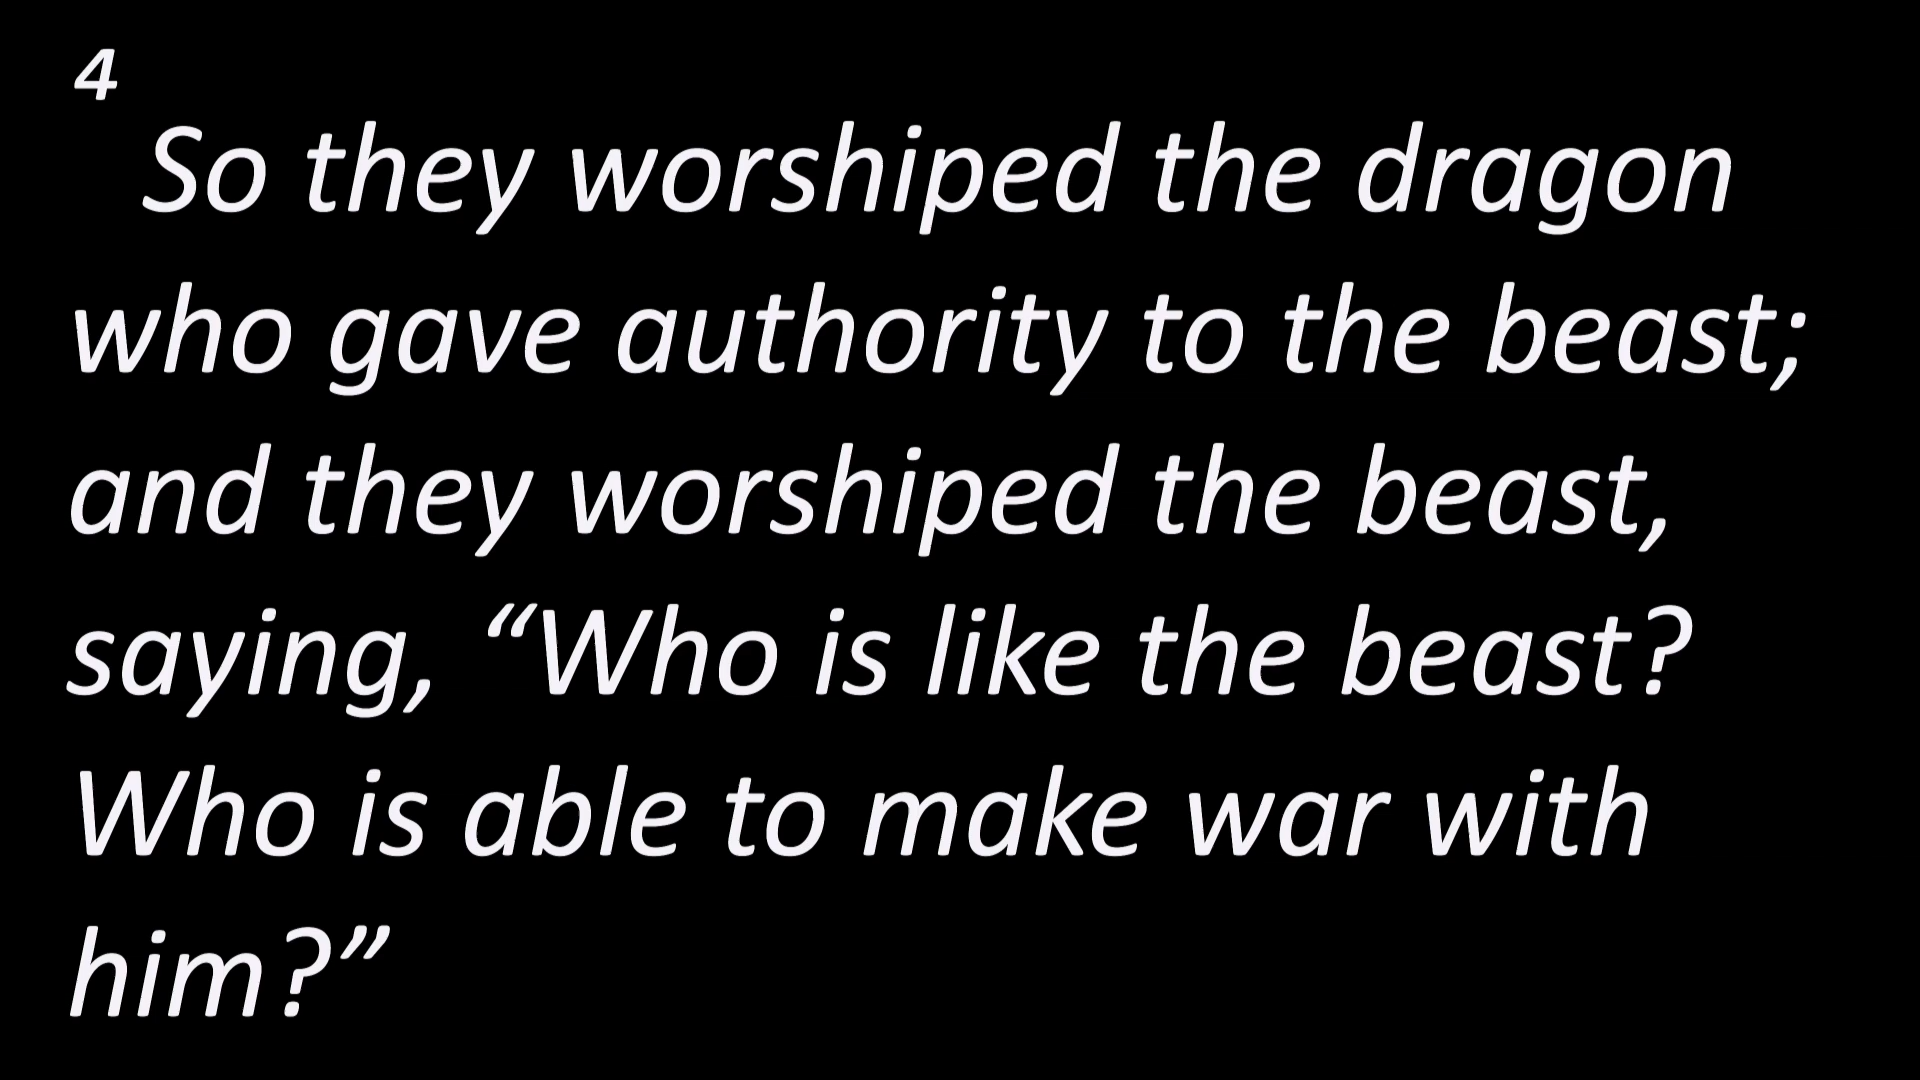 4
So they worshiped the dragon
who gave authority to the beast;
and they worshiped the beast,
saying, “Who is like the beast?
Who is able to make war with
him?”